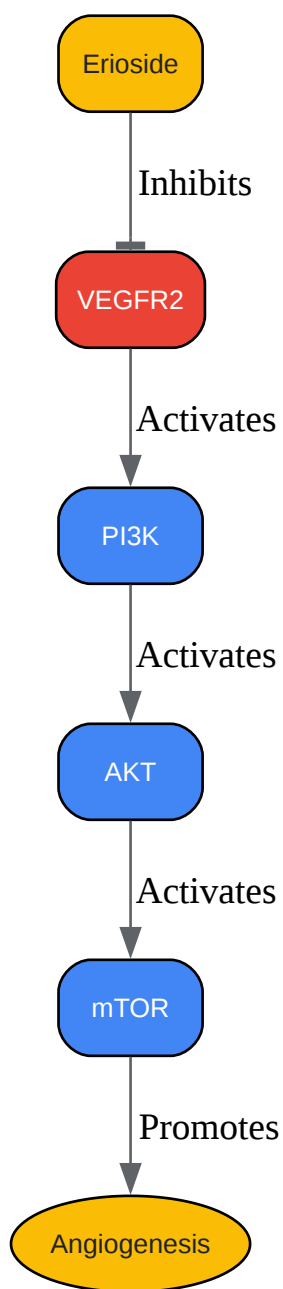 Erioside
Inhibits
VEGFR2
Activates
PI3K
Activates
AKT
Activates
mTOR
Promotes
Angiogenesis